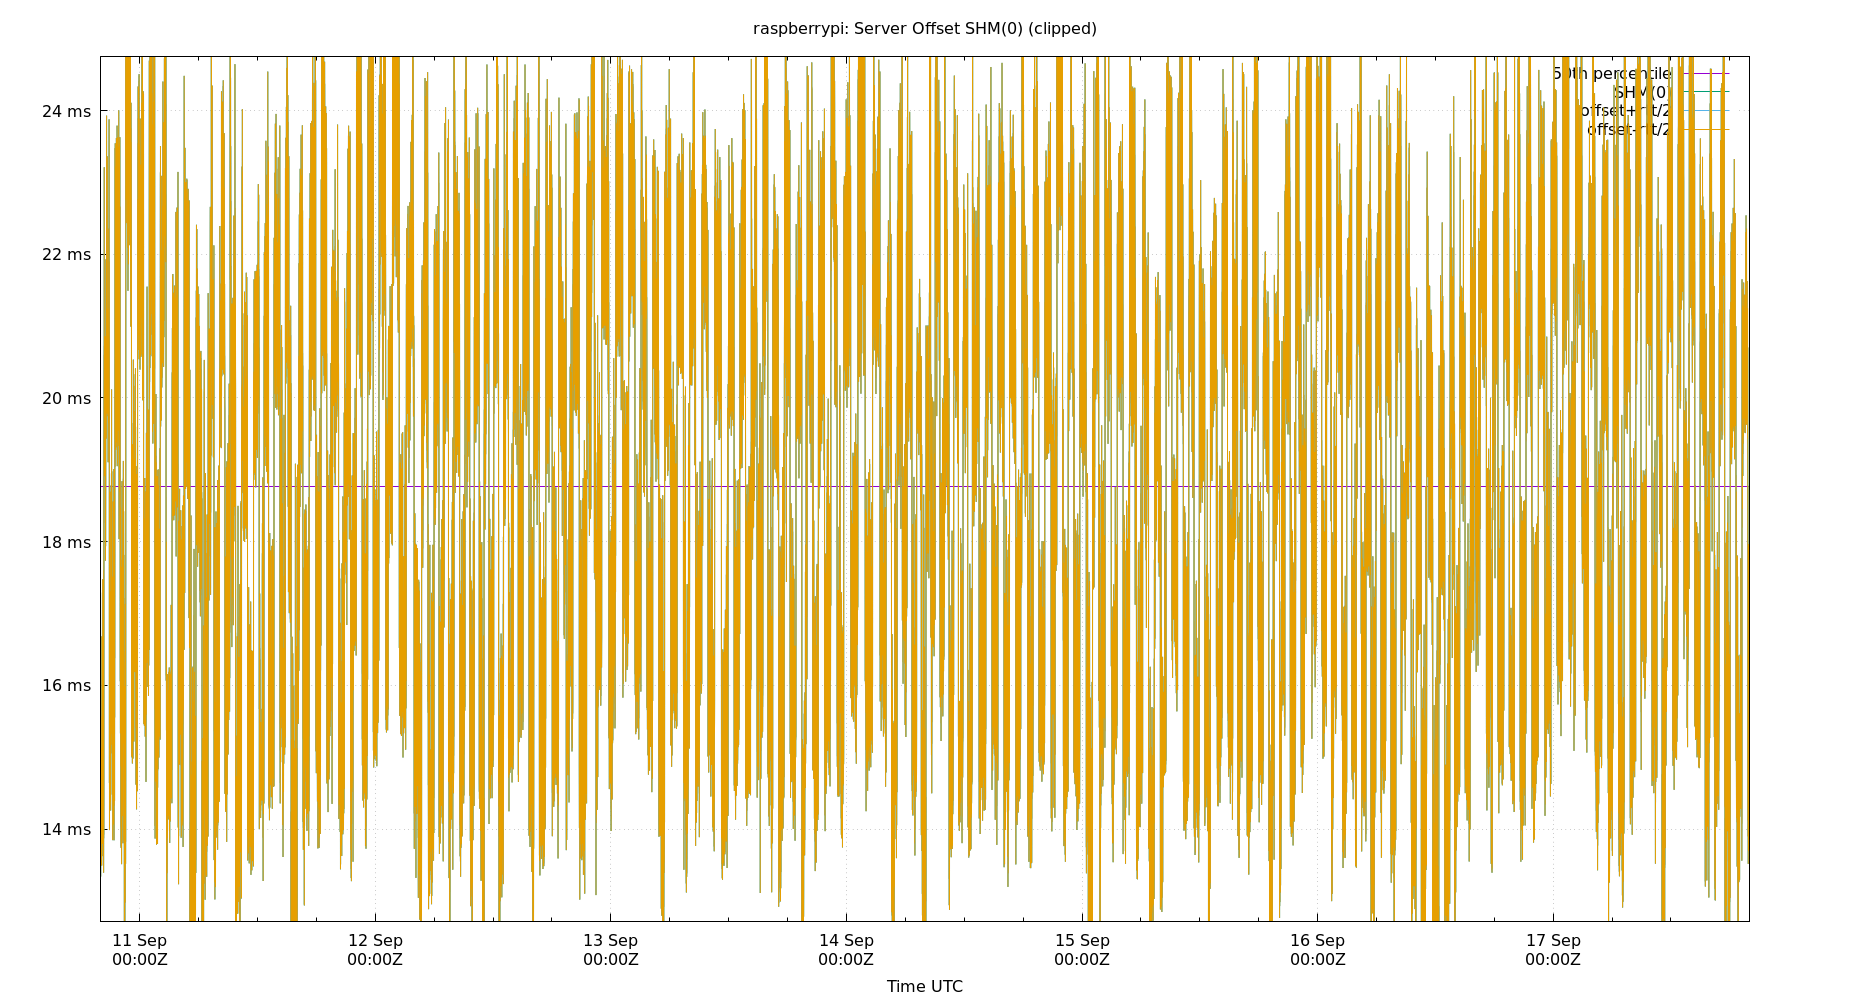 raspberrypi: Server Offset SHM(0) (clipped)
50th percentile
SHM(0)
offset+rtt/2
offset-rtt/2
24 ms
22 ms
20 ms
18 ms
16 ms
14 ms
11 Sep 12 Sep 13 Sep 14 Sep 15 Sep 16 Sep 17 Sep
00:00Z 00:00Z 00:00Z 00:00Z 00:00Z 00:00Z 00:00Z
Time UTC